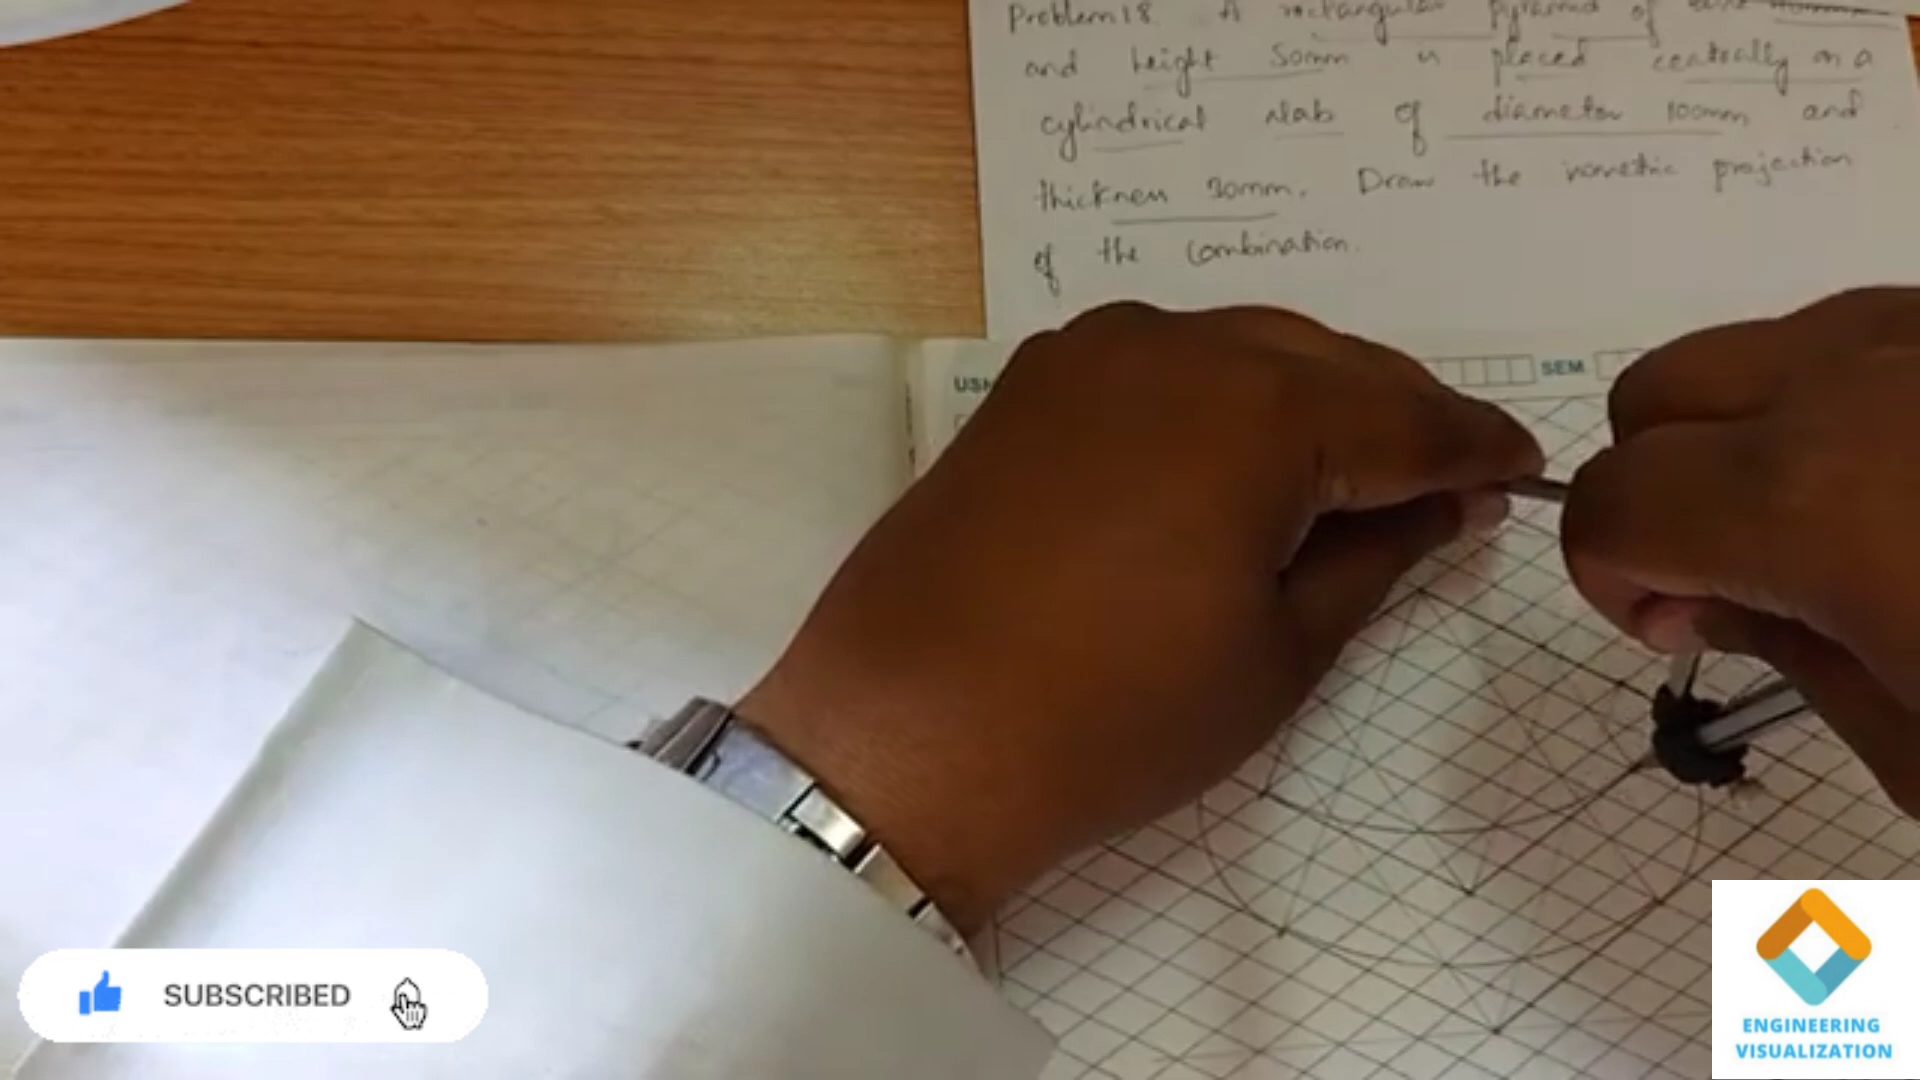 Problem 18. A rectangular pyramid of base
and height 50mm is placed centrally on a
cylindrical slab of diameter 100mm and
thickness 30mm. Draw the isometric projection
of the combination.
USN
SEM
SUBSCRIBED
ENGINEERING
VISUALIZATION